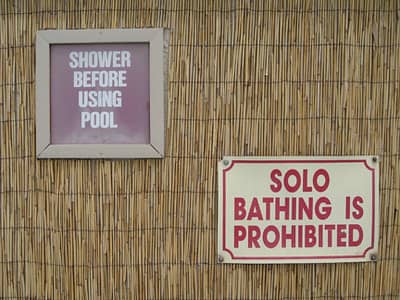 SHOWER
BEFORE
USING
POOL
SOLO
BATHING IS
PROHIBITED